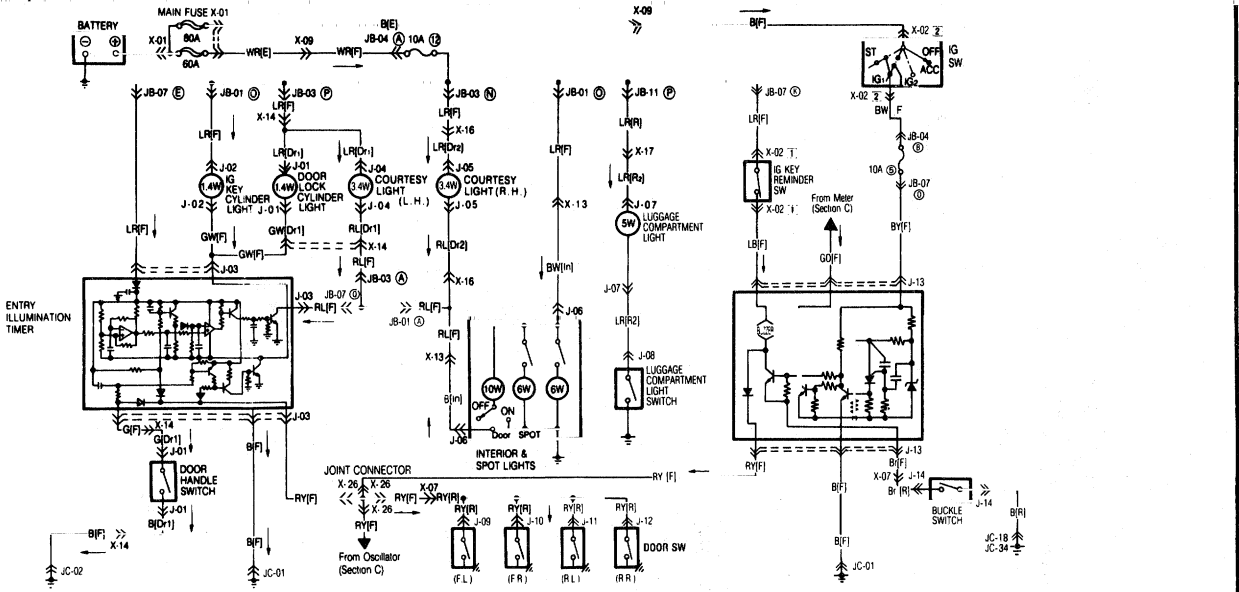 X-09
MAIN FUSE X-01
B(E)
B[F]
BATTERY
X-01
80A
X-09
JB-04 Ⓐ 10A ⑫
X-02 2
ST
OFF
IG
SW
ACC
IG1
IG2
WR[E]
WR[F]
60A
X-02 2
BW F
JB-07 Ⓔ
JB-01 Ⓞ
JB-03 Ⓟ
JB-03 Ⓝ
JB-01 Ⓞ
JB-11 Ⓟ
JB-07
LR[F]
X-14
LR[F]
LR[F]
X-16
LR[R]
LR[F]
JB-04
LR[Dr1]
LR[Dr1]
LR[Dr2]
LR[F]
X-17
X-02 1
10A ⑤
J-02
J-01
J-04
J-05
LR[R2]
JB-07
1.4W
IG
KEY
CYLINDER
LIGHT
1.4W
DOOR
LOCK
CYLINDER
LIGHT
3.4W
COURTESY
LIGHT
(L.H.)
3.4W
COURTESY
LIGHT(R.H.)
IG KEY
REMINDER
SW
J-02
J-01
J-04
J-05
X-13
J-07
5W
LUGGAGE
COMPARTMENT
LIGHT
X-02
From Meter
(Section C)
LR[F]
GW[F]
GW[Dr1]
RL[Dr1]
RL[Dr2]
LB[F]
GO[F]
BY[F]
GW[F]
X-14
RL[F]
BW[In]
J-03
JB-03 Ⓐ
X-16
J-07
J-13
ENTRY
ILLUMINATION
TIMER
J-03
JB-07
RL[F]
RL[F]
JB-01 Ⓐ
J-06
LR[R2]
RL[F]
X-13
J-08
10W
6W
6W
LUGGAGE
COMPARTMENT
LIGHT
SWITCH
B[In]
OFF
ON
J-06
Door
SPOT
J-03
G[F]
X-14
G[Dr1]
J-01
B[F]
INTERIOR &
SPOT LIGHTS
J-13
RY[F]
Br[F]
DOOR
HANDLE
SWITCH
JOINT CONNECTOR
RY [F]
X-07
J-14
X-26
X-26
X-07
B[F]
Br [R]
J-14
RY[F]
RY[F]
RY[R]
BUCKLE
SWITCH
J-01
X-26
RY[R]
RY[R]
RY[R]
RY[R]
B[R]
B[Dr1]
RY[F]
J-09
J-10
J-11
J-12
B[F]
X-14
B[F]
From Oscillator
(Section C)
DOOR SW
B[F]
JC-18
JC-34
JC-02
JC-01
(F.L)
(F R)
(R L)
(R R)
JC-01